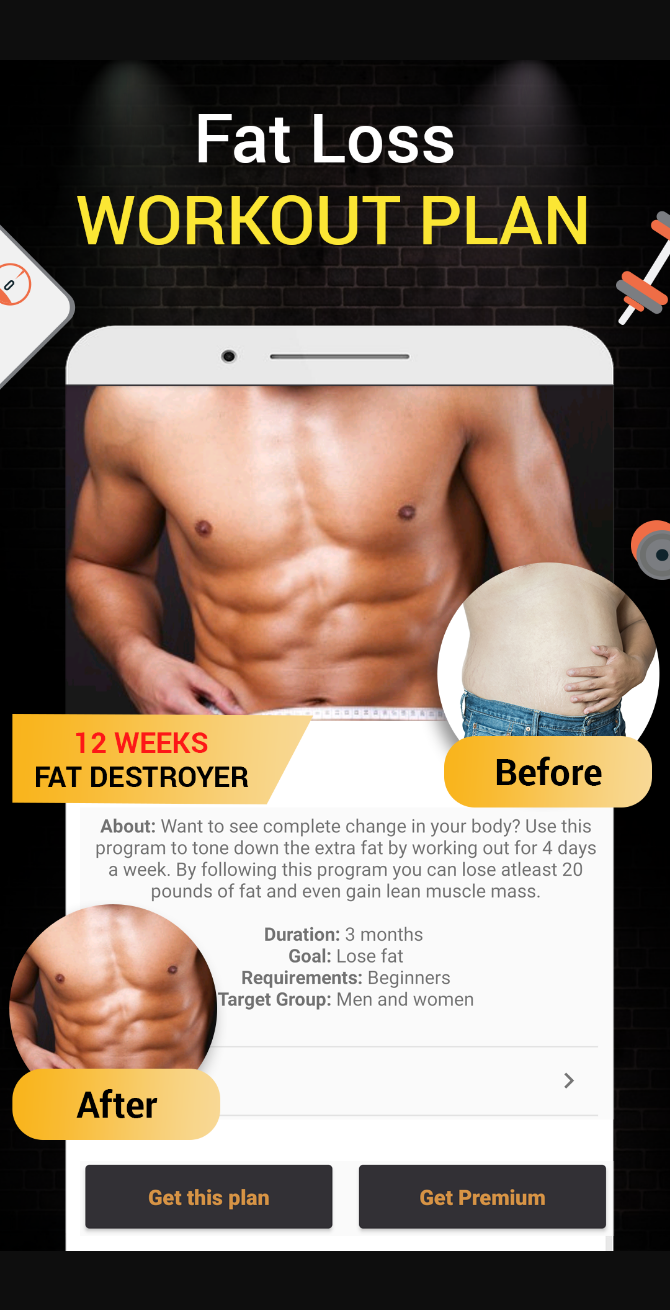 Fat Loss
WORKOUT PLAN
0
12 WEEKS
FAT DESTROYER
Before
About: Want to see complete change in your body? Use this
program to tone down the extra fat by working out for 4 days
a week. By following this program you can lose atleast 20
pounds of fat and even gain lean muscle mass.
Duration: 3 months
Goal: Lose fat
Requirements: Beginners
Target Group: Men and women
After
Get this plan
Get Premium